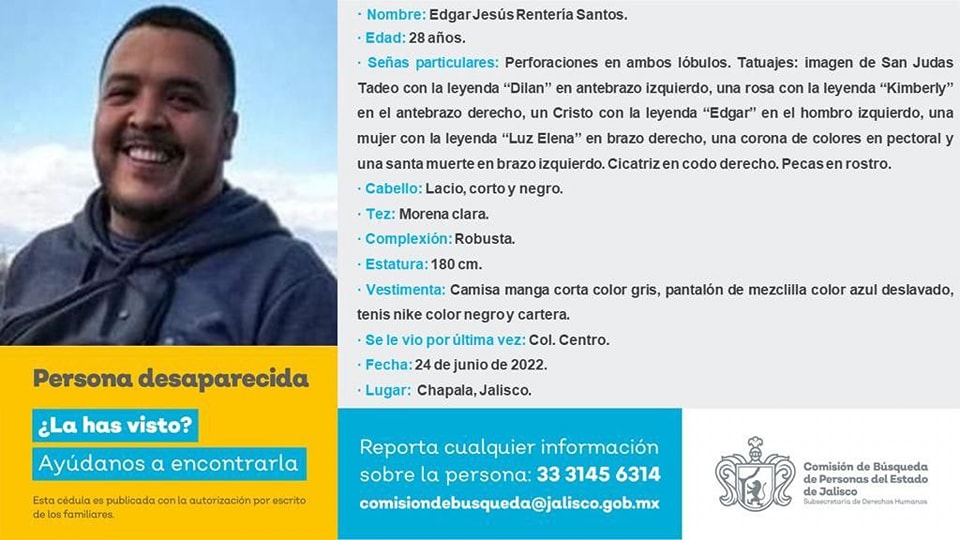 · Nombre: Edgar Jesús Rentería Santos.
· Edad: 28 años.
· Señas particulares: Perforaciones en ambos lóbulos. Tatuajes: imagen de San Judas
Tadeo con la leyenda “Dilan” en antebrazo izquierdo, una rosa con la leyenda “Kimberly”
en el antebrazo derecho, un Cristo con la leyenda “Edgar” en el hombro izquierdo, una
mujer con la leyenda “Luz Elena” en brazo derecho, una corona de colores en pectoral y
una santa muerte en brazo izquierdo. Cicatriz en codo derecho. Pecas en rostro.
· Cabello: Lacio, corto y negro.
· Tez: Morena clara.
· Complexión: Robusta.
· Estatura: 180 cm.
· Vestimenta: Camisa manga corta color gris, pantalón de mezclilla color azul deslavado,
tenis nike color negro y cartera.
· Se le vio por última vez: Col. Centro.
· Fecha: 24 de junio de 2022.
· Lugar: Chapala, Jalisco.
Persona desaparecida
¿La has visto?
Ayúdanos a encontrarla
Esta cédula es publicada con la autorización por escrito
de los familiares.
Reporta cualquier información
sobre la persona: 33 3145 6314
comisiondebusqueda@jalisco.gob.mx
Comisión de Búsqueda
de Personas del Estado
de Jalisco
Subsecretaría de Derechos Humanos